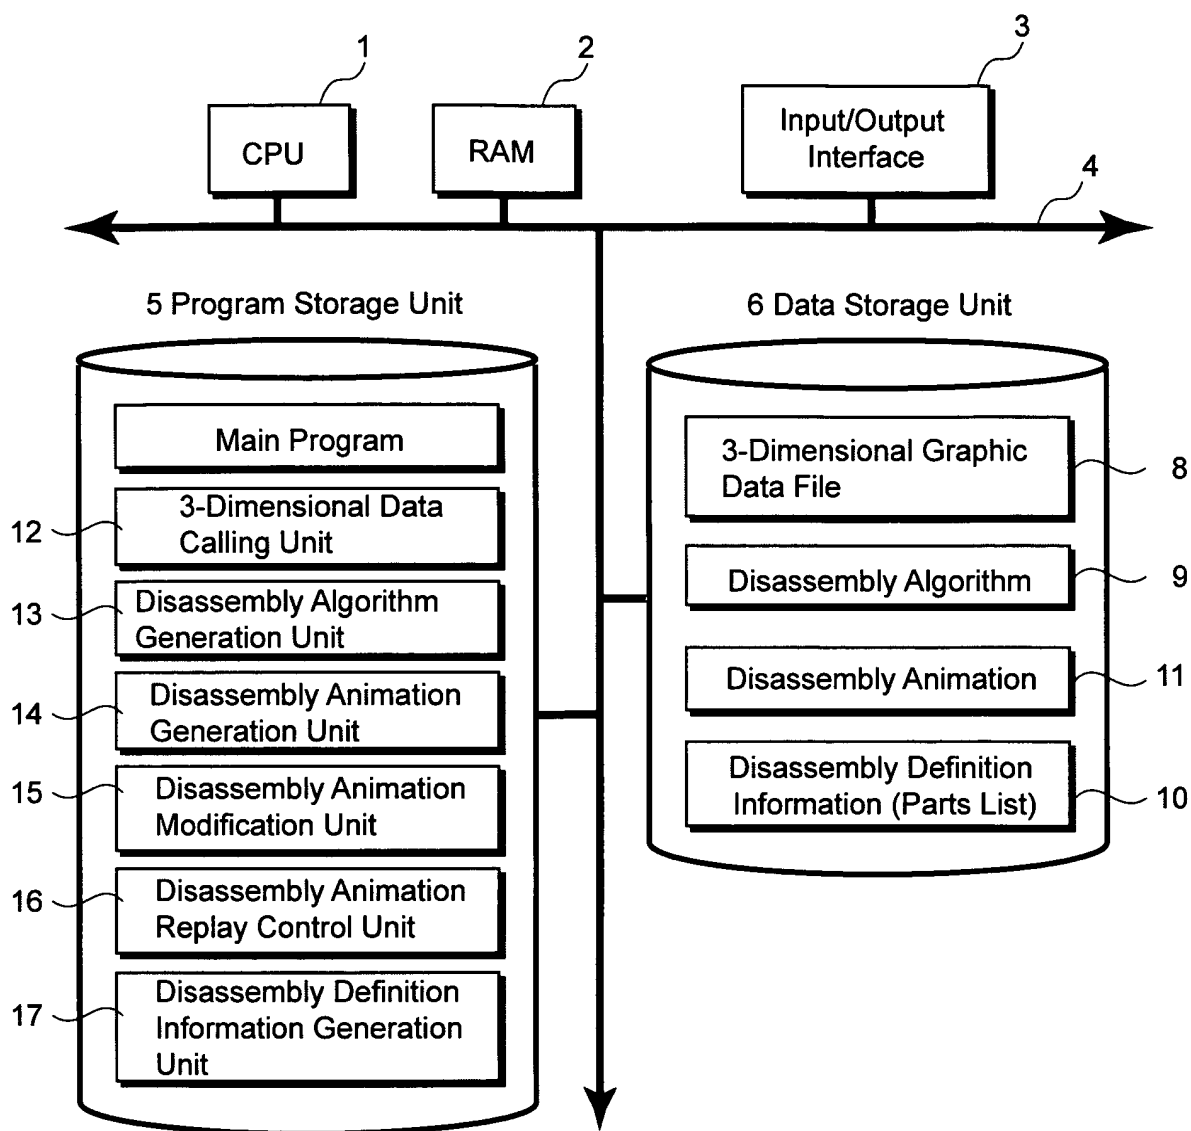 1
2
3
CPU
RAM
Input/Output
Interface
4
5 Program Storage Unit
6 Data Storage Unit
Main Program
12
3-Dimensional Data
Calling Unit
13
Disassembly Algorithm
Generation Unit
14
Disassembly Animation
Generation Unit
15
Disassembly Animation
Modification Unit
16
Disassembly Animation
Replay Control Unit
17
Disassembly Definition
Information Generation
Unit
3-Dimensional Graphic
Data File
8
Disassembly Algorithm
9
Disassembly Animation
11
Disassembly Definition
Information (Parts List)
10